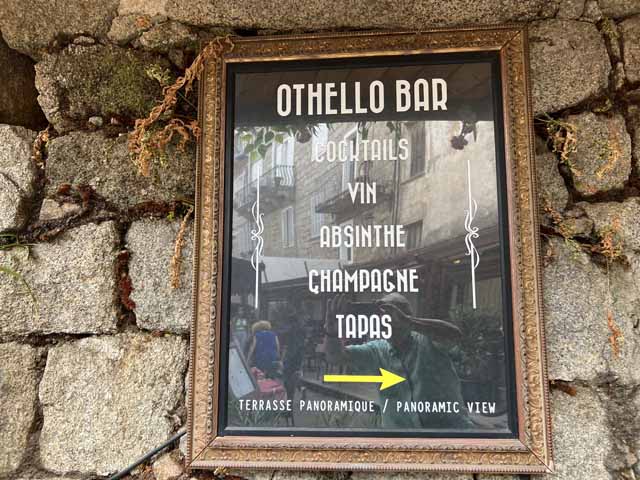 OTHELLO BAR
COCKTAILS
VIN
ABSINTHE
CHAMPAGNE
TAPAS
TERRASSE PANORAMIQUE / PANORAMIC VIEW